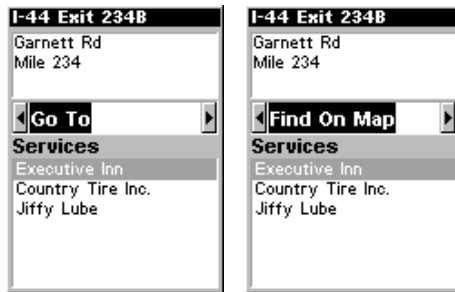 I-44 Exit 234B
Garnett Rd
Mile 234
Go To
Services
Executive Inn
Country Tire Inc.
Jiffy Lube
I-44 Exit 234B
Garnett Rd
Mile 234
Find On Map
Services
Executive Inn
Country Tire Inc.
Jiffy Lube